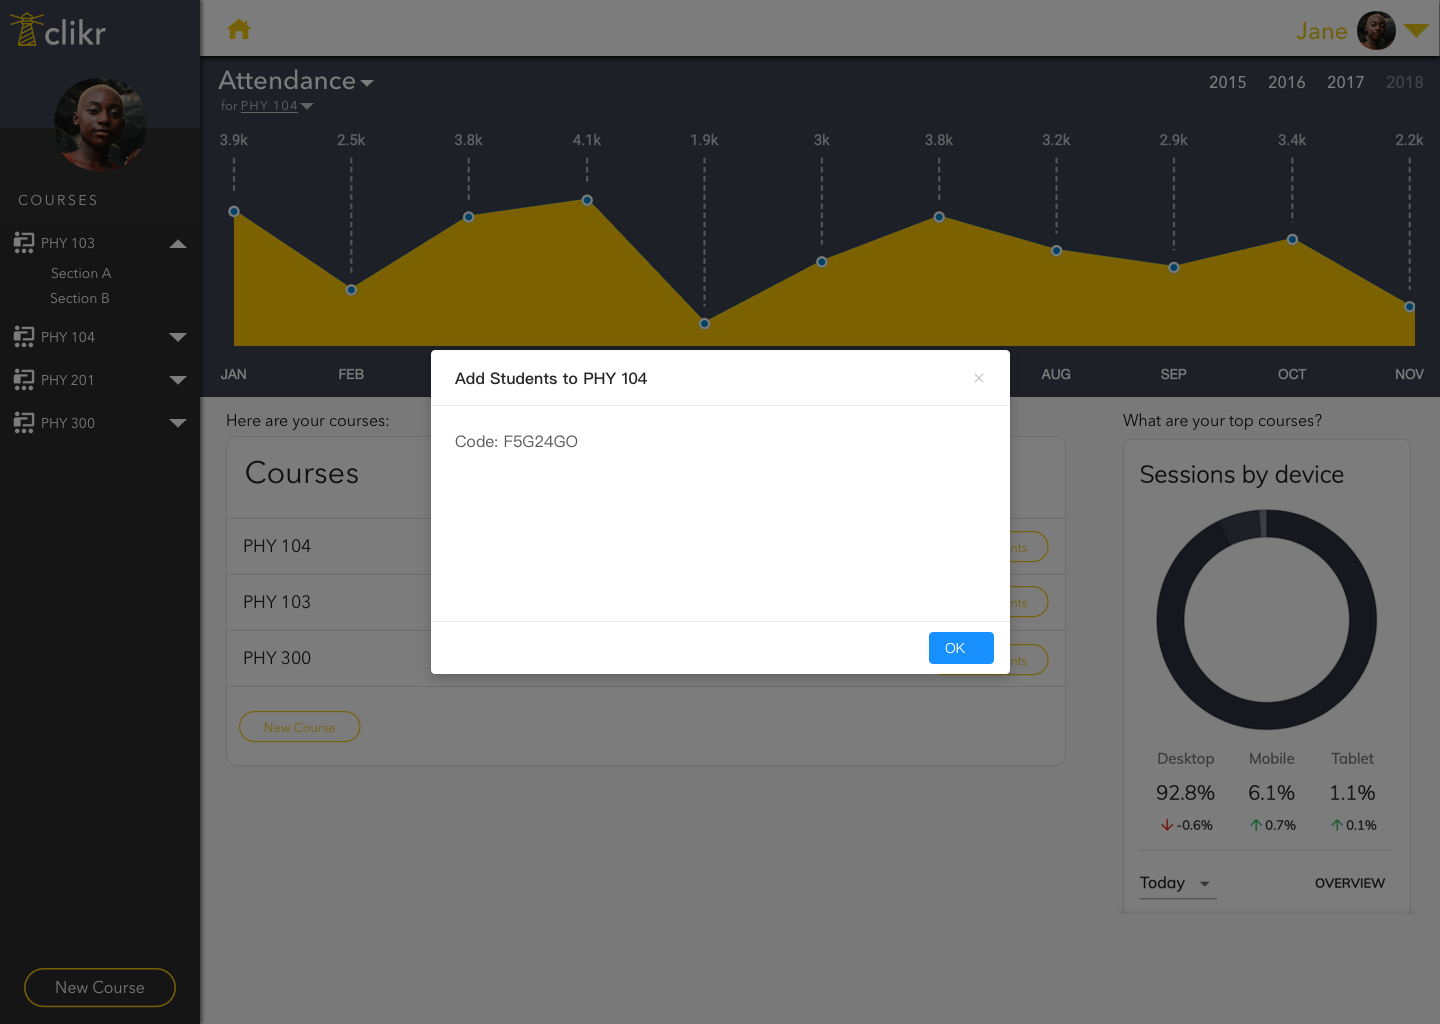 clikr
Jane
COURSES
PHY 103
Section A
Section B
PHY 104
PHY 201
PHY 300
New Course
Attendance
for PHY 104
2015 2016 2017 2018
3.9k 2.5k 3.8k 4.1k 1.9k 3k 3.8k 3.2k 2.9k 3.4k 2.2k
JAN FEB AUG SEP OCT NOV
Add Students to PHY 104
Code: F5G24GO
OK
Here are your courses:
Courses
PHY 104
PHY 103
PHY 300
New Course
What are your top courses?
Sessions by device
Desktop Mobile Tablet
92.8% 6.1% 1.1%
-0.6% 0.7% 0.1%
Today OVERVIEW